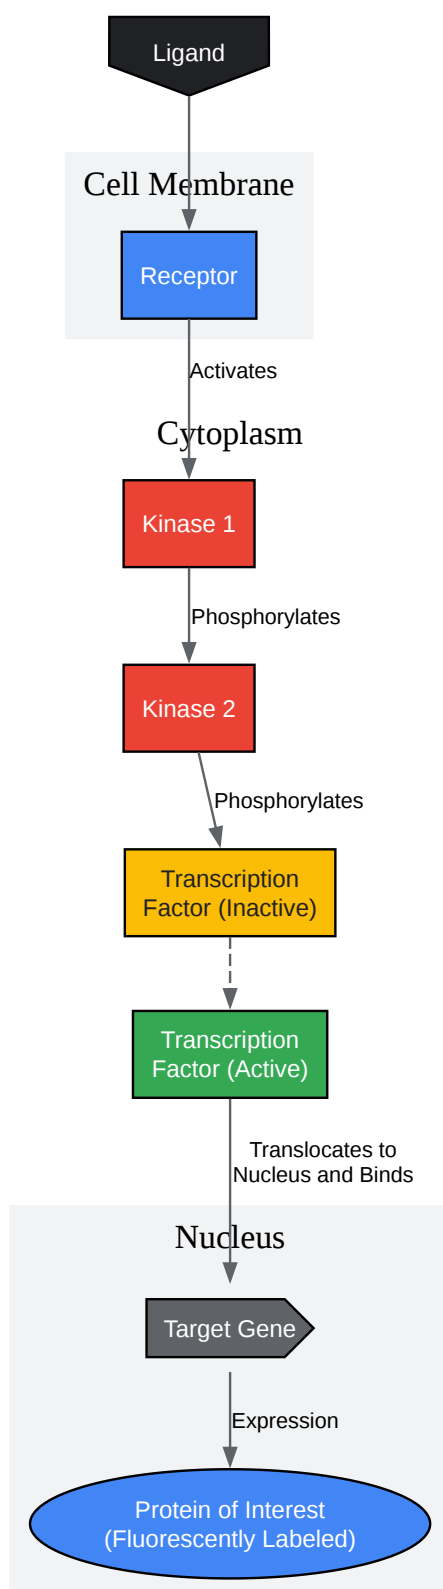 Ligand
Cell Membrane
Receptor
Activates
Cytoplasm
Kinase 1
Phosphorylates
Kinase 2
Phosphorylates
Transcription
Factor (Inactive)
Transcription
Factor (Active)
Translocates to
Nucleus and Binds
Nucleus
Target Gene
Expression
Protein of Interest
(Fluorescently Labeled)